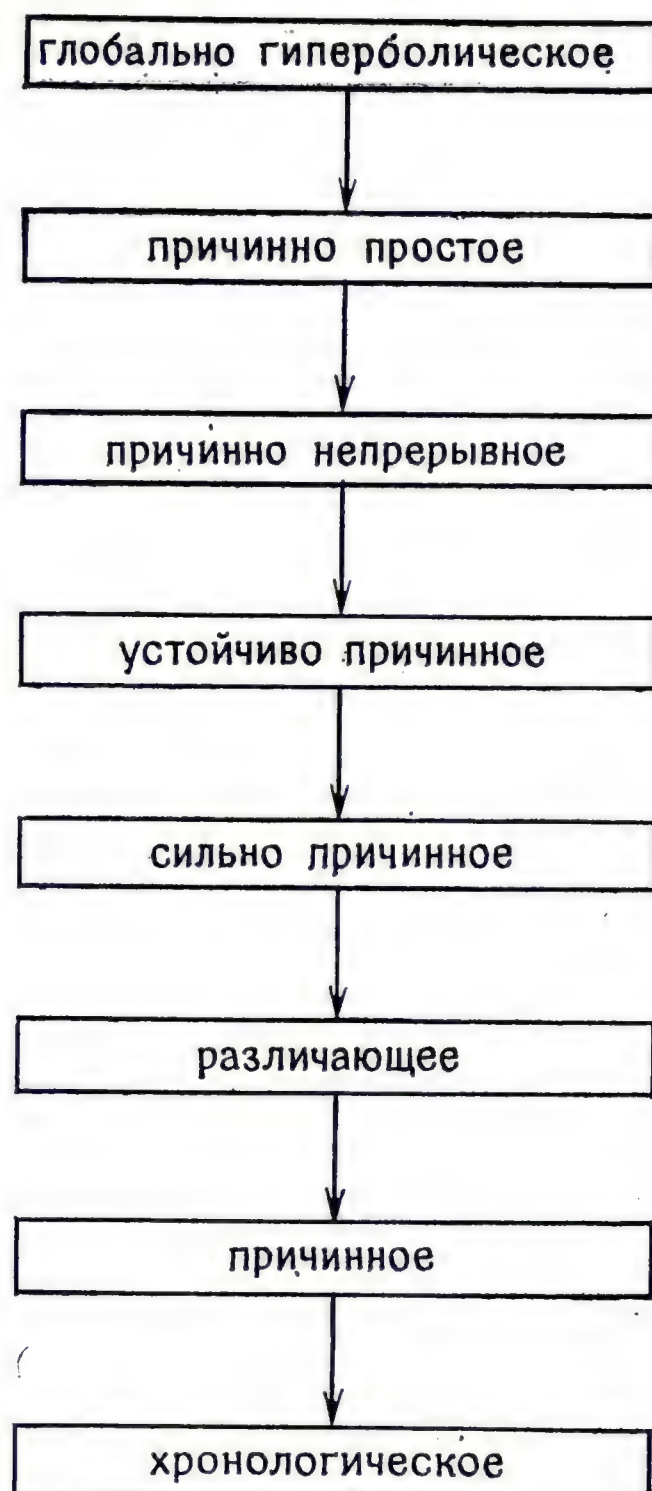 глобально гиперболическое
причинно простое
причинно непрерывное
устойчиво причинное
сильно причинное
различающее
причинное
хронологическое